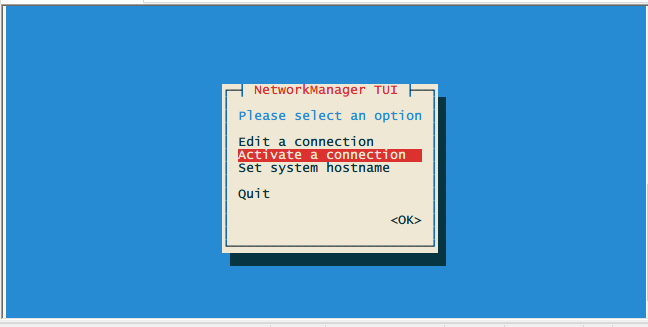 NetworkManager TUI
Please select an option
Edit a connection
Activate a connection
Set system hostname
Quit
<OK>